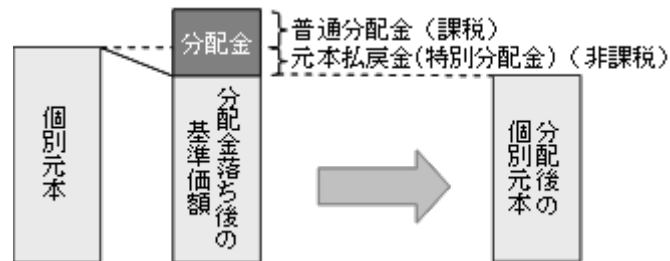 分配金
普通分配金（課税）
元本払戻金(特別分配金)（非課税）
個別元本
分配金落ち後の
基準価額
分配後の
個別元本